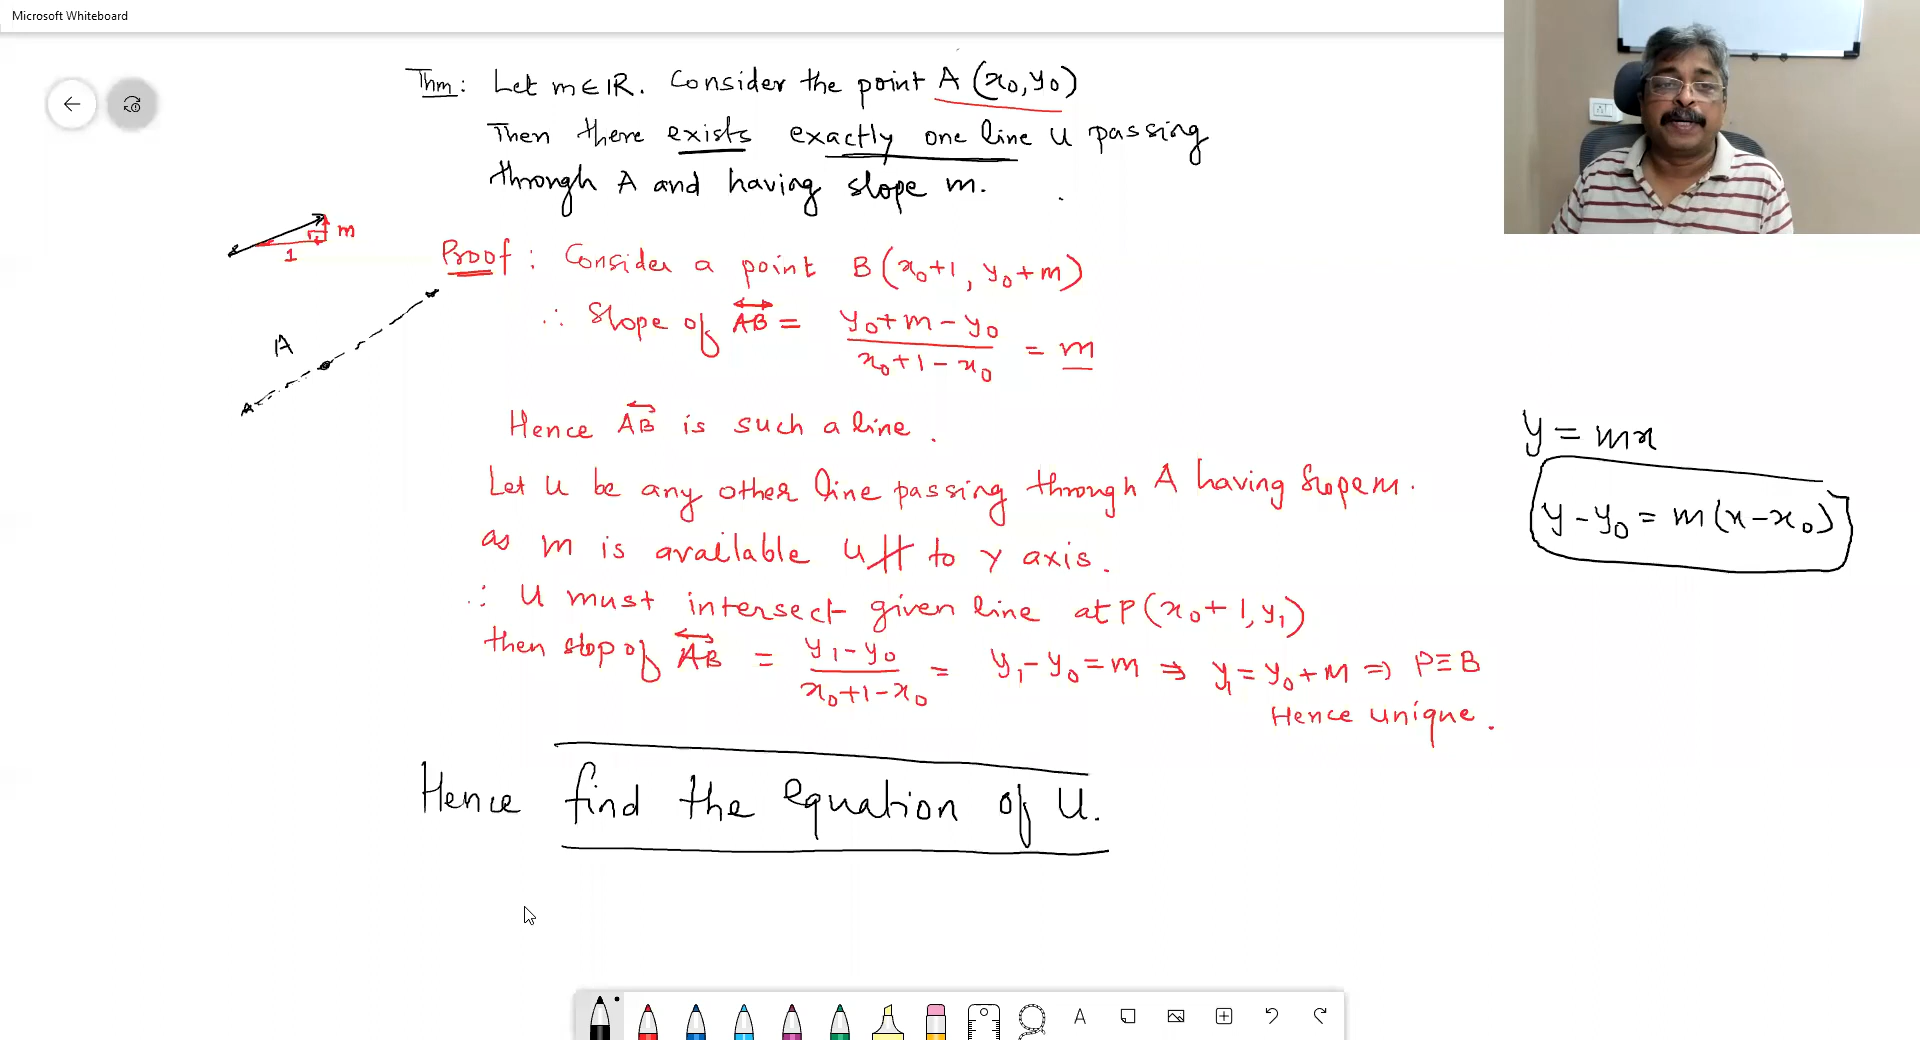 Microsoft Whiteboard
Thm: Let m∈ℝ. Consider the point A (x₀,y₀)
Then there exists exactly one line u passing
through A and having slope m.
m
1
A
Proof: Consider a point B(x₀+1, y₀+m)
∴ Slope of A͡B = (y₀+m−y₀)/(x₀+1−x₀) = m
Hence AB is such a line.
Let u be any other line passing through A having slope m.
as m is available u ∦ to Y axis.
∴ u must intersect given line at P(x₀+1, y₁)
then slop of AB = (y₁−y₀)/(x₀+1−x₀) = y₁−y₀ = m ⇒ y₁ = y₀+m ⇒ P≡B
Hence unique.
Hence find the equation of u.
y = mx
y−y₀ = m(x−x₀)
A